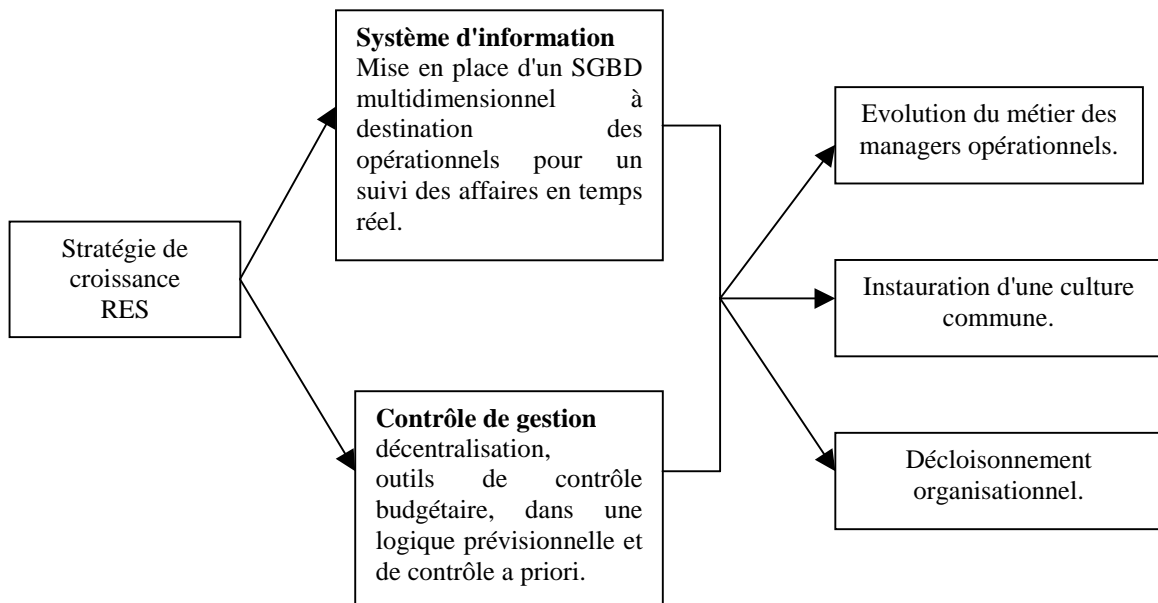 Stratégie de
croissance
RES
Système d'information
Mise en place d'un SGBD
multidimensionnel à
destination des
opérationnels pour un
suivi des affaires en temps
réel.
Contrôle de gestion
décentralisation,
outils de contrôle
budgétaire, dans une
logique prévisionnelle et
de contrôle a priori.
Evolution du métier des
managers opérationnels.
Instauration d'une culture
commune.
Décloisonnement
organisationnel.